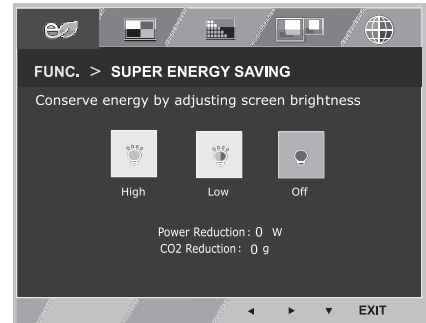 FUNC. > SUPER ENERGY SAVING
Conserve energy by adjusting screen brightness
High Low Off
Power Reduction: 0 W
CO2 Reduction: 0 g
EXIT